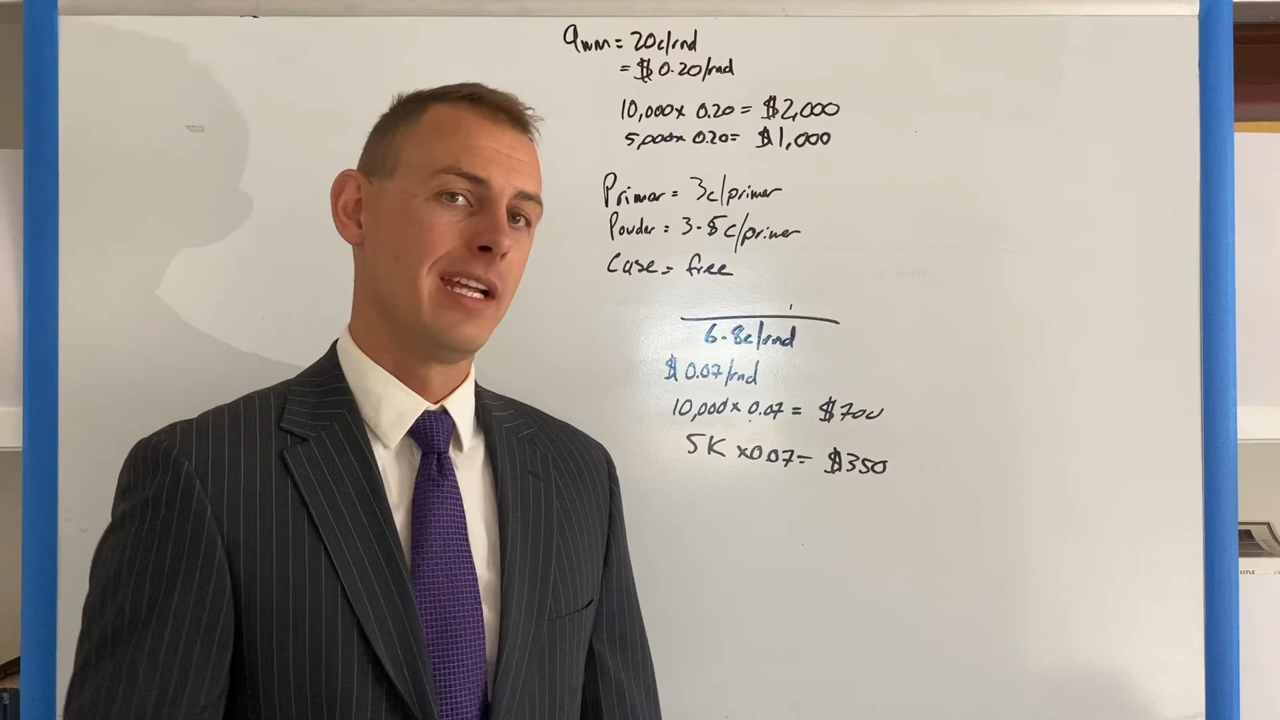 9mm = 20c/rnd
= $0.20/rnd
10,000 x 0.20 = $2,000
5,000x 0.20= $1,000
Primer = 3c/primer
Powder = 3-8c/primer
Case = free
6-8c/rnd
$0.07/rnd
10,000 x 0.07 = $700
5K x0.07= $350